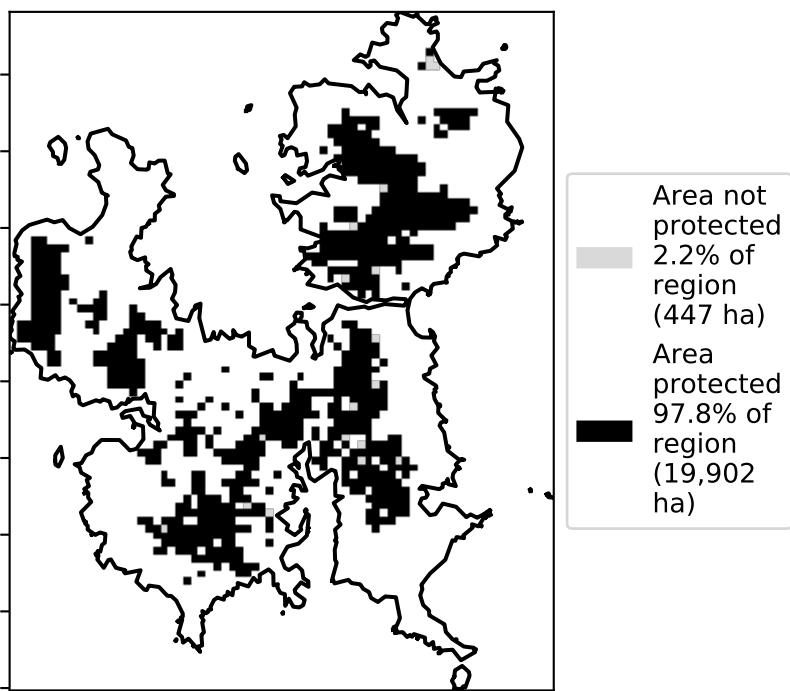 Area not
protected
2.2% of
region
(447 ha)
Area
protected
97.8% of
region
(19,902
ha)